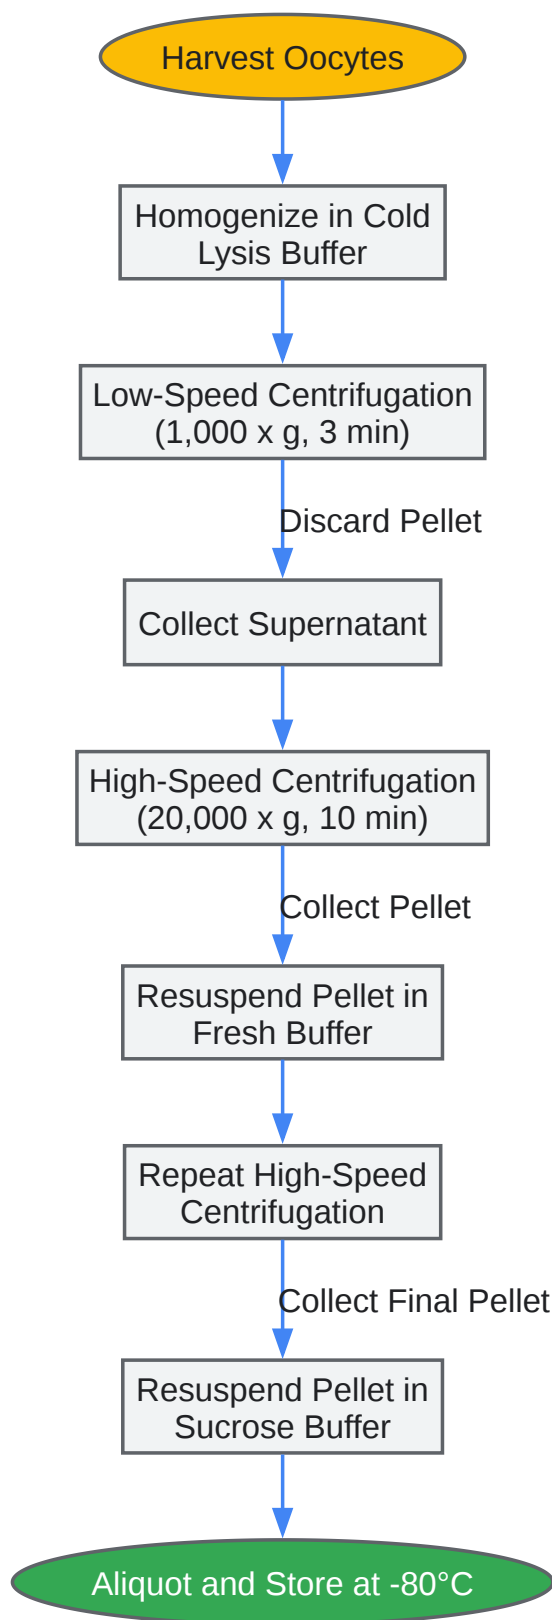 Harvest Oocytes
Homogenize in Cold
Lysis Buffer
Low-Speed Centrifugation
(1,000 x g, 3 min)
Discard Pellet
Collect Supernatant
High-Speed Centrifugation
(20,000 x g, 10 min)
Collect Pellet
Resuspend Pellet in
Fresh Buffer
Repeat High-Speed
Centrifugation
Collect Final Pellet
Resuspend Pellet in
Sucrose Buffer
Aliquot and Store at -80°C